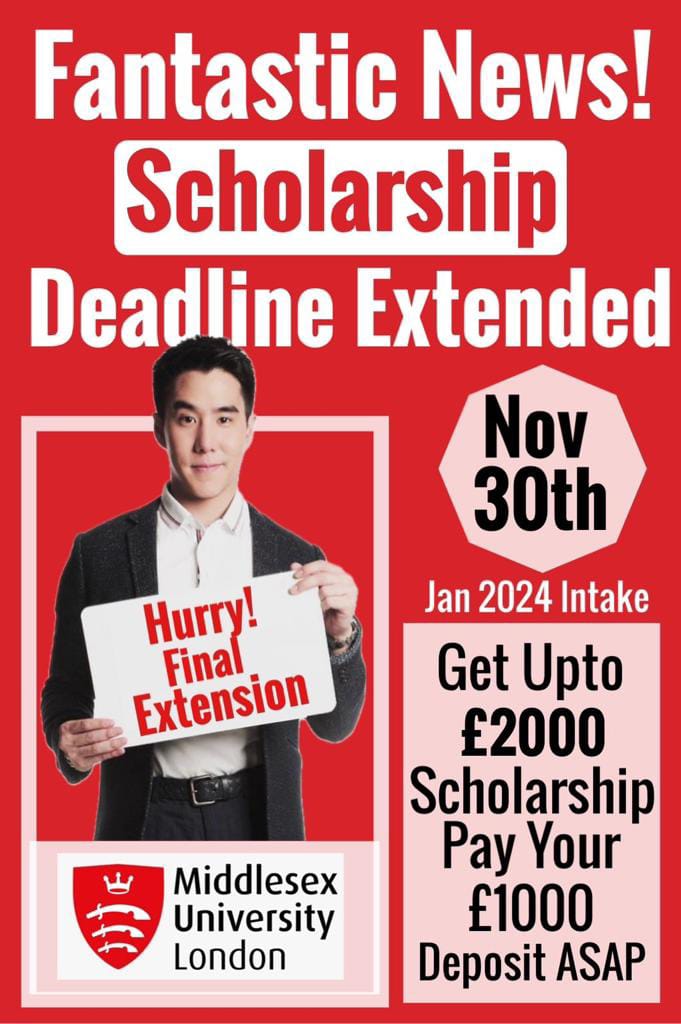 Fantastic News!
Scholarship
Deadline Extended
Nov
30th
Jan 2024 Intake
Hurry!
Final
Extension
Get Upto
£2000
Scholarship
Pay Your
£1000
Deposit ASAP
Middlesex
University
London